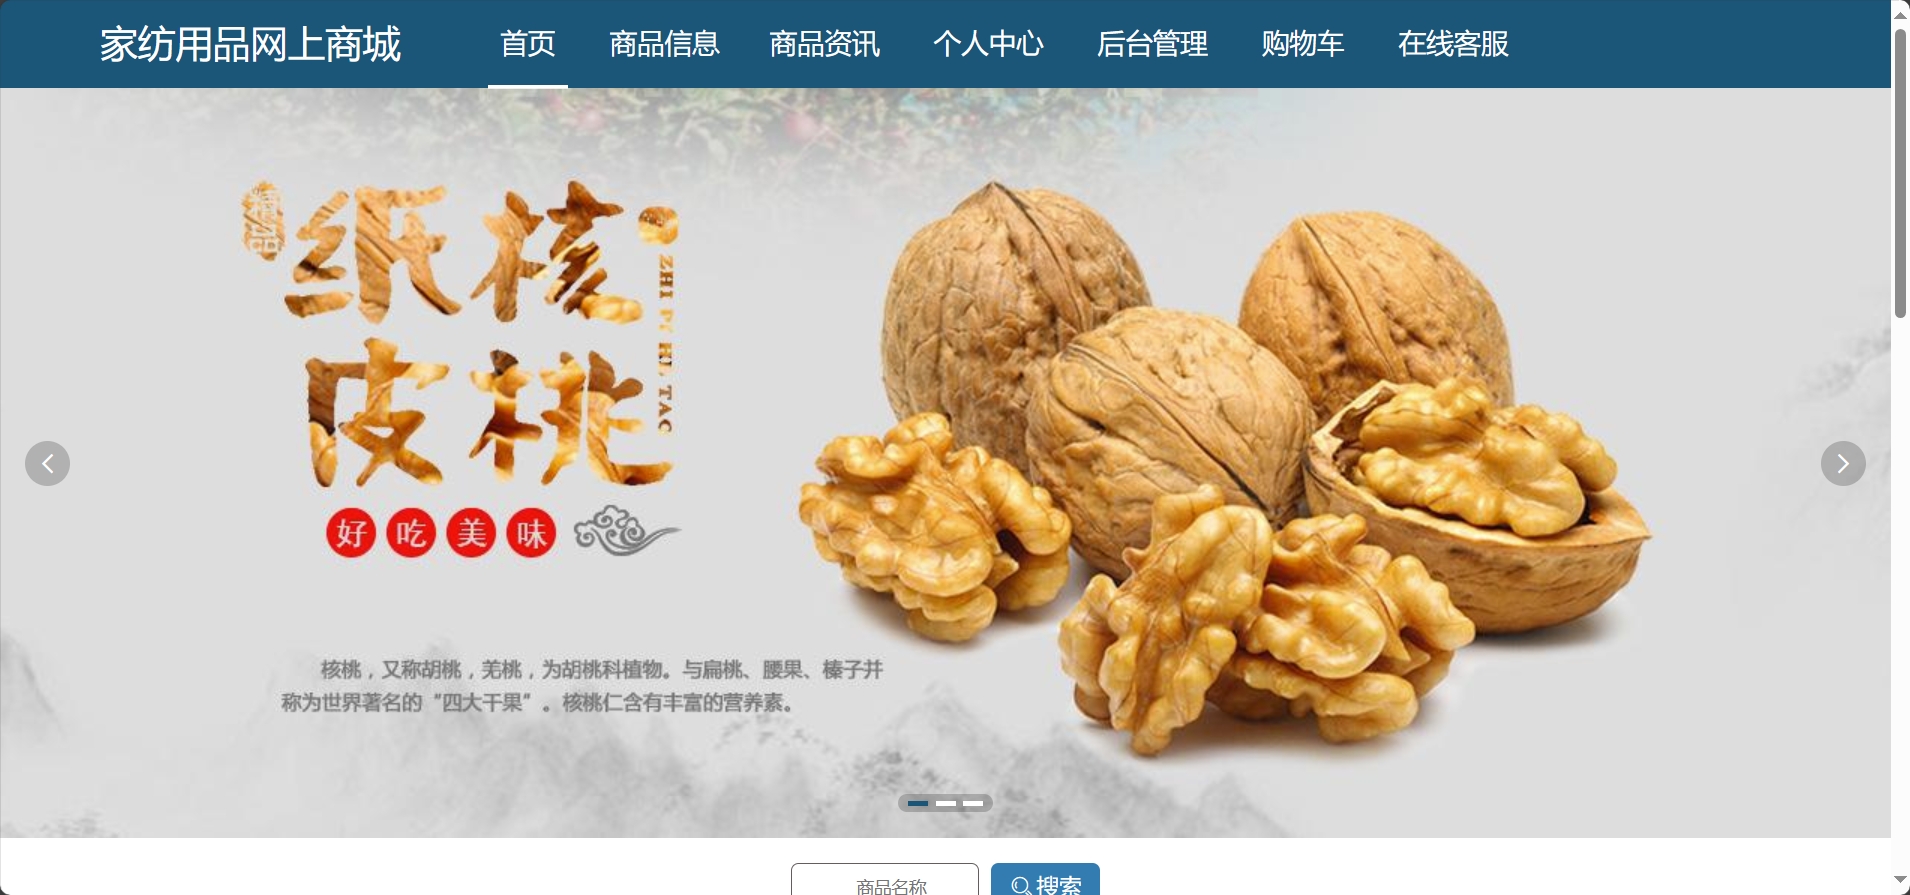 家纺用品网上商城
首页 商品信息 商品资讯 个人中心 后台管理 购物车 在线客服
精品
纸核
皮桃
ZHI PI HE TAO
好吃美味
核桃，又称胡桃，羌桃，为胡桃科植物。与扁桃、腰果、榛子并
称为世界著名的“四大干果”。核桃仁含有丰富的营养素。
商品名称
搜索